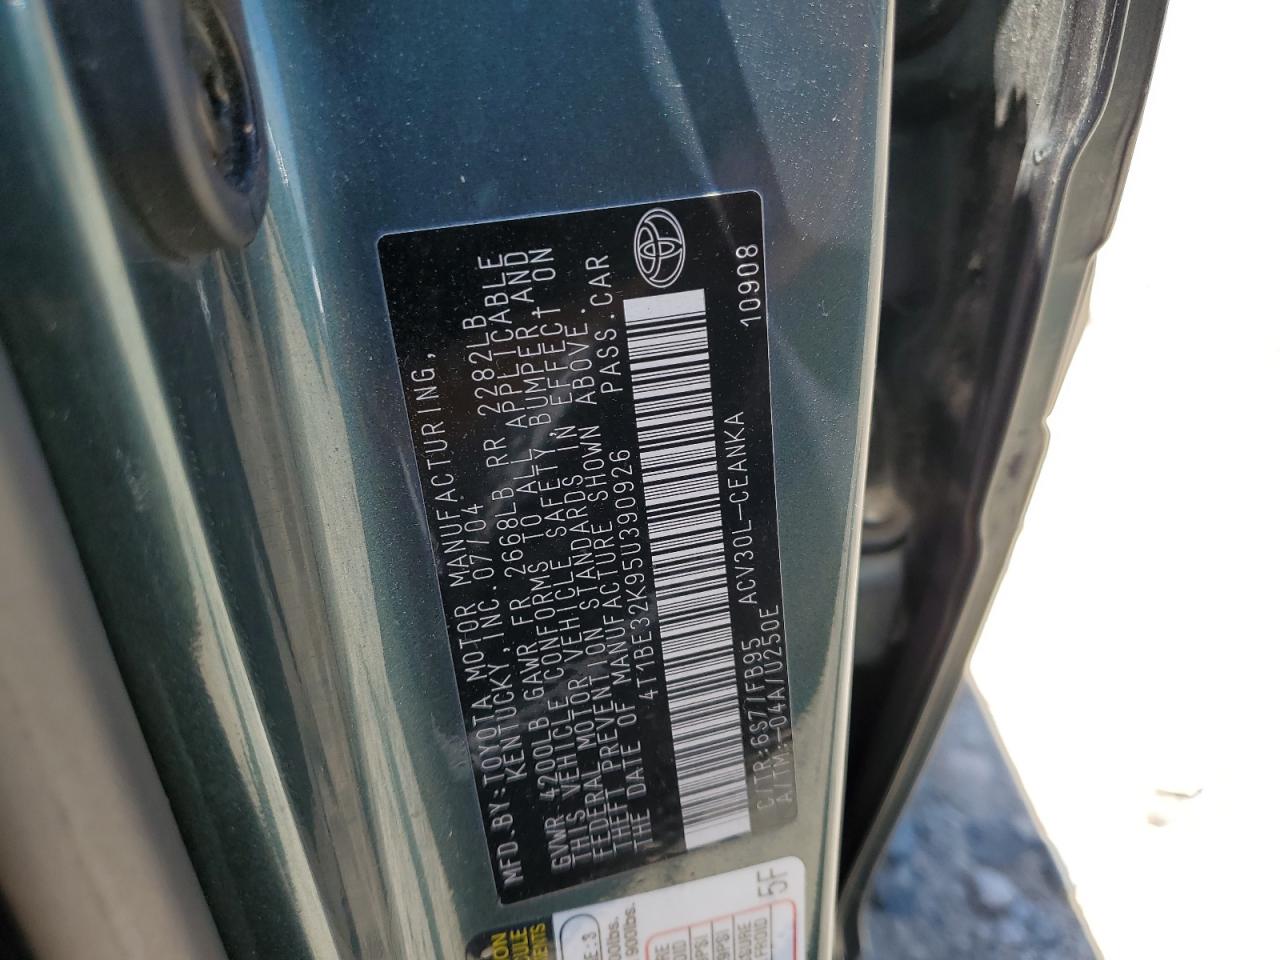 MFD.BY:TOYOTA MOTOR MANUFACTURING,
KENTUCKY, INC. 07/04
GVWR 4200LB GAWR FR 2668LB RR 2282LB
THIS VEHICLE CONFORMS TO ALL APPLICABLE
FEDERAL MOTOR VEHICLE SAFETY, BUMPER, AND
THEFT PREVENTION STANDARDS IN EFFECT ON
THE DATE OF MANUFACTURE SHOWN ABOVE.
4T1BE32K95U390926 PASS.CAR
C/TR:6S7/FB95 ACV30L-CEANKA 10908
A/TM:-04A/U250E
5F